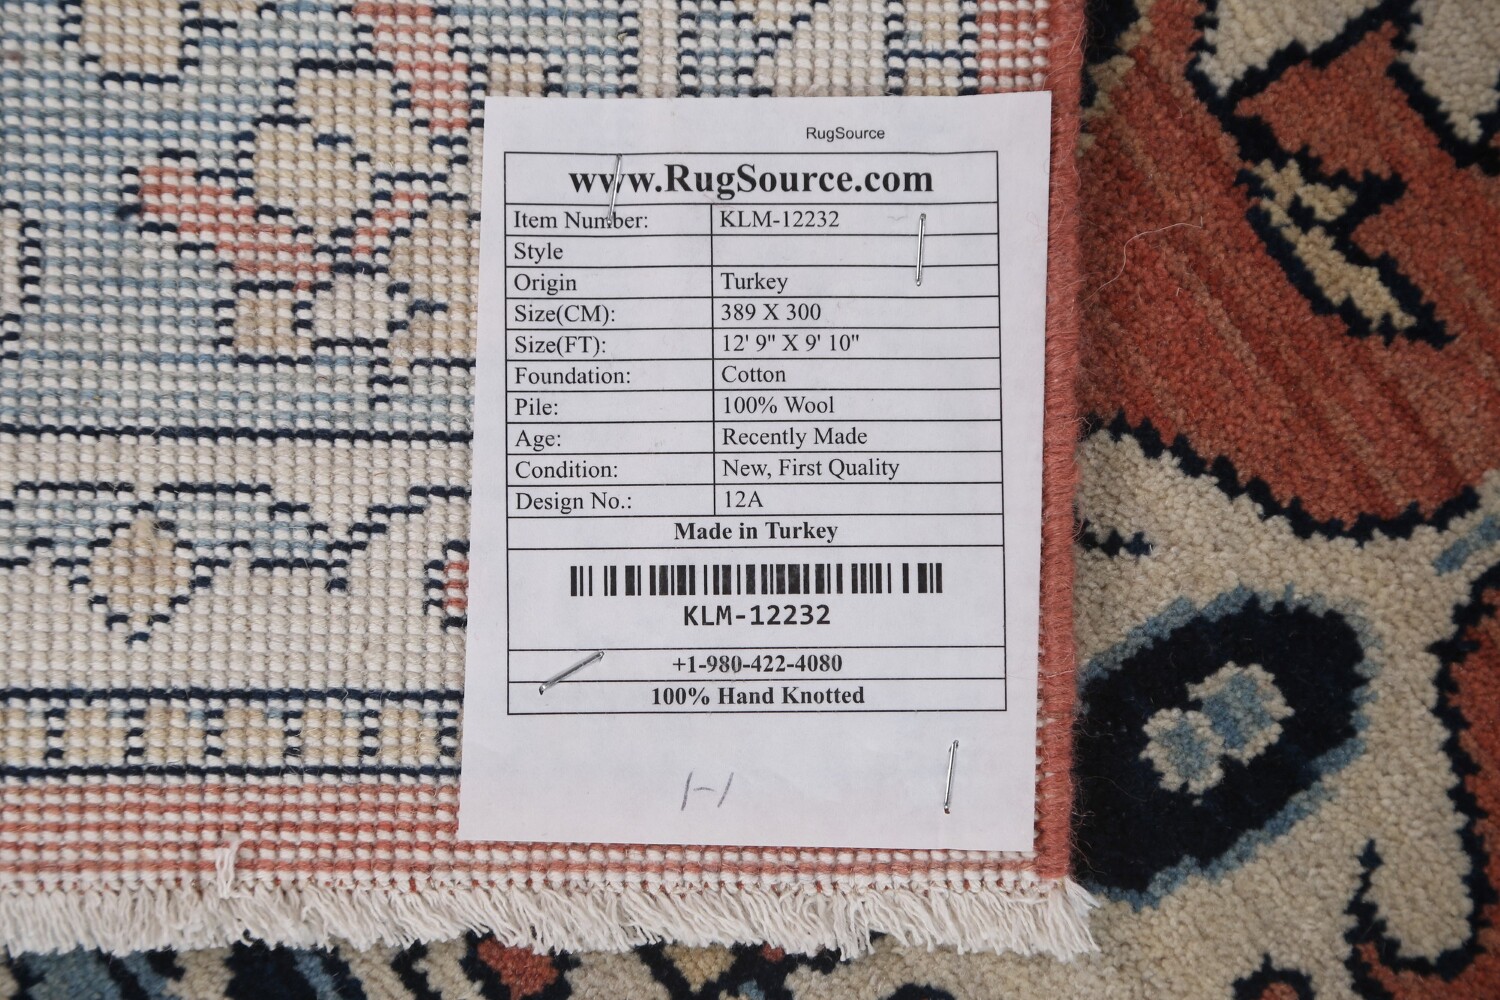 RugSource
www.RugSource.com
Item Number: KLM-12232
Style
Origin Turkey
Size(CM): 389 X 300
Size(FT): 12' 9" X 9' 10"
Foundation: Cotton
Pile: 100% Wool
Age: Recently Made
Condition: New, First Quality
Design No.: 12A
Made in Turkey
KLM-12232
+1-980-422-4080
100% Hand Knotted